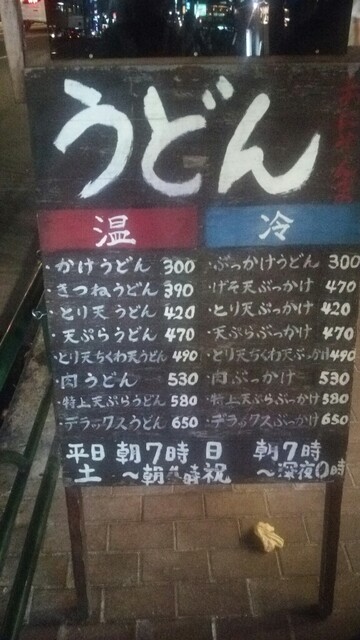 うどん
温
・かけうどん 300
・きつねうどん 390
・とり天うどん 420
・天ぷらうどん 470
・とり天ちくわ天うどん 490
・肉うどん 530
・特上天ぷらうどん 580
・デラックスうどん 650
冷
・ぶっかけうどん 300
・げそ天ぶっかけ 470
・とり天ぶっかけ 420
・天ぷらぶっかけ 470
・とり天ちくわ天ぶっかけ 490
・肉ぶっかけ 530
・特上天ぷらぶっかけ 580
・デラックスぶっかけ 650
平日 朝7時
土 〜朝 時
日 朝7時
祝 〜深夜0時